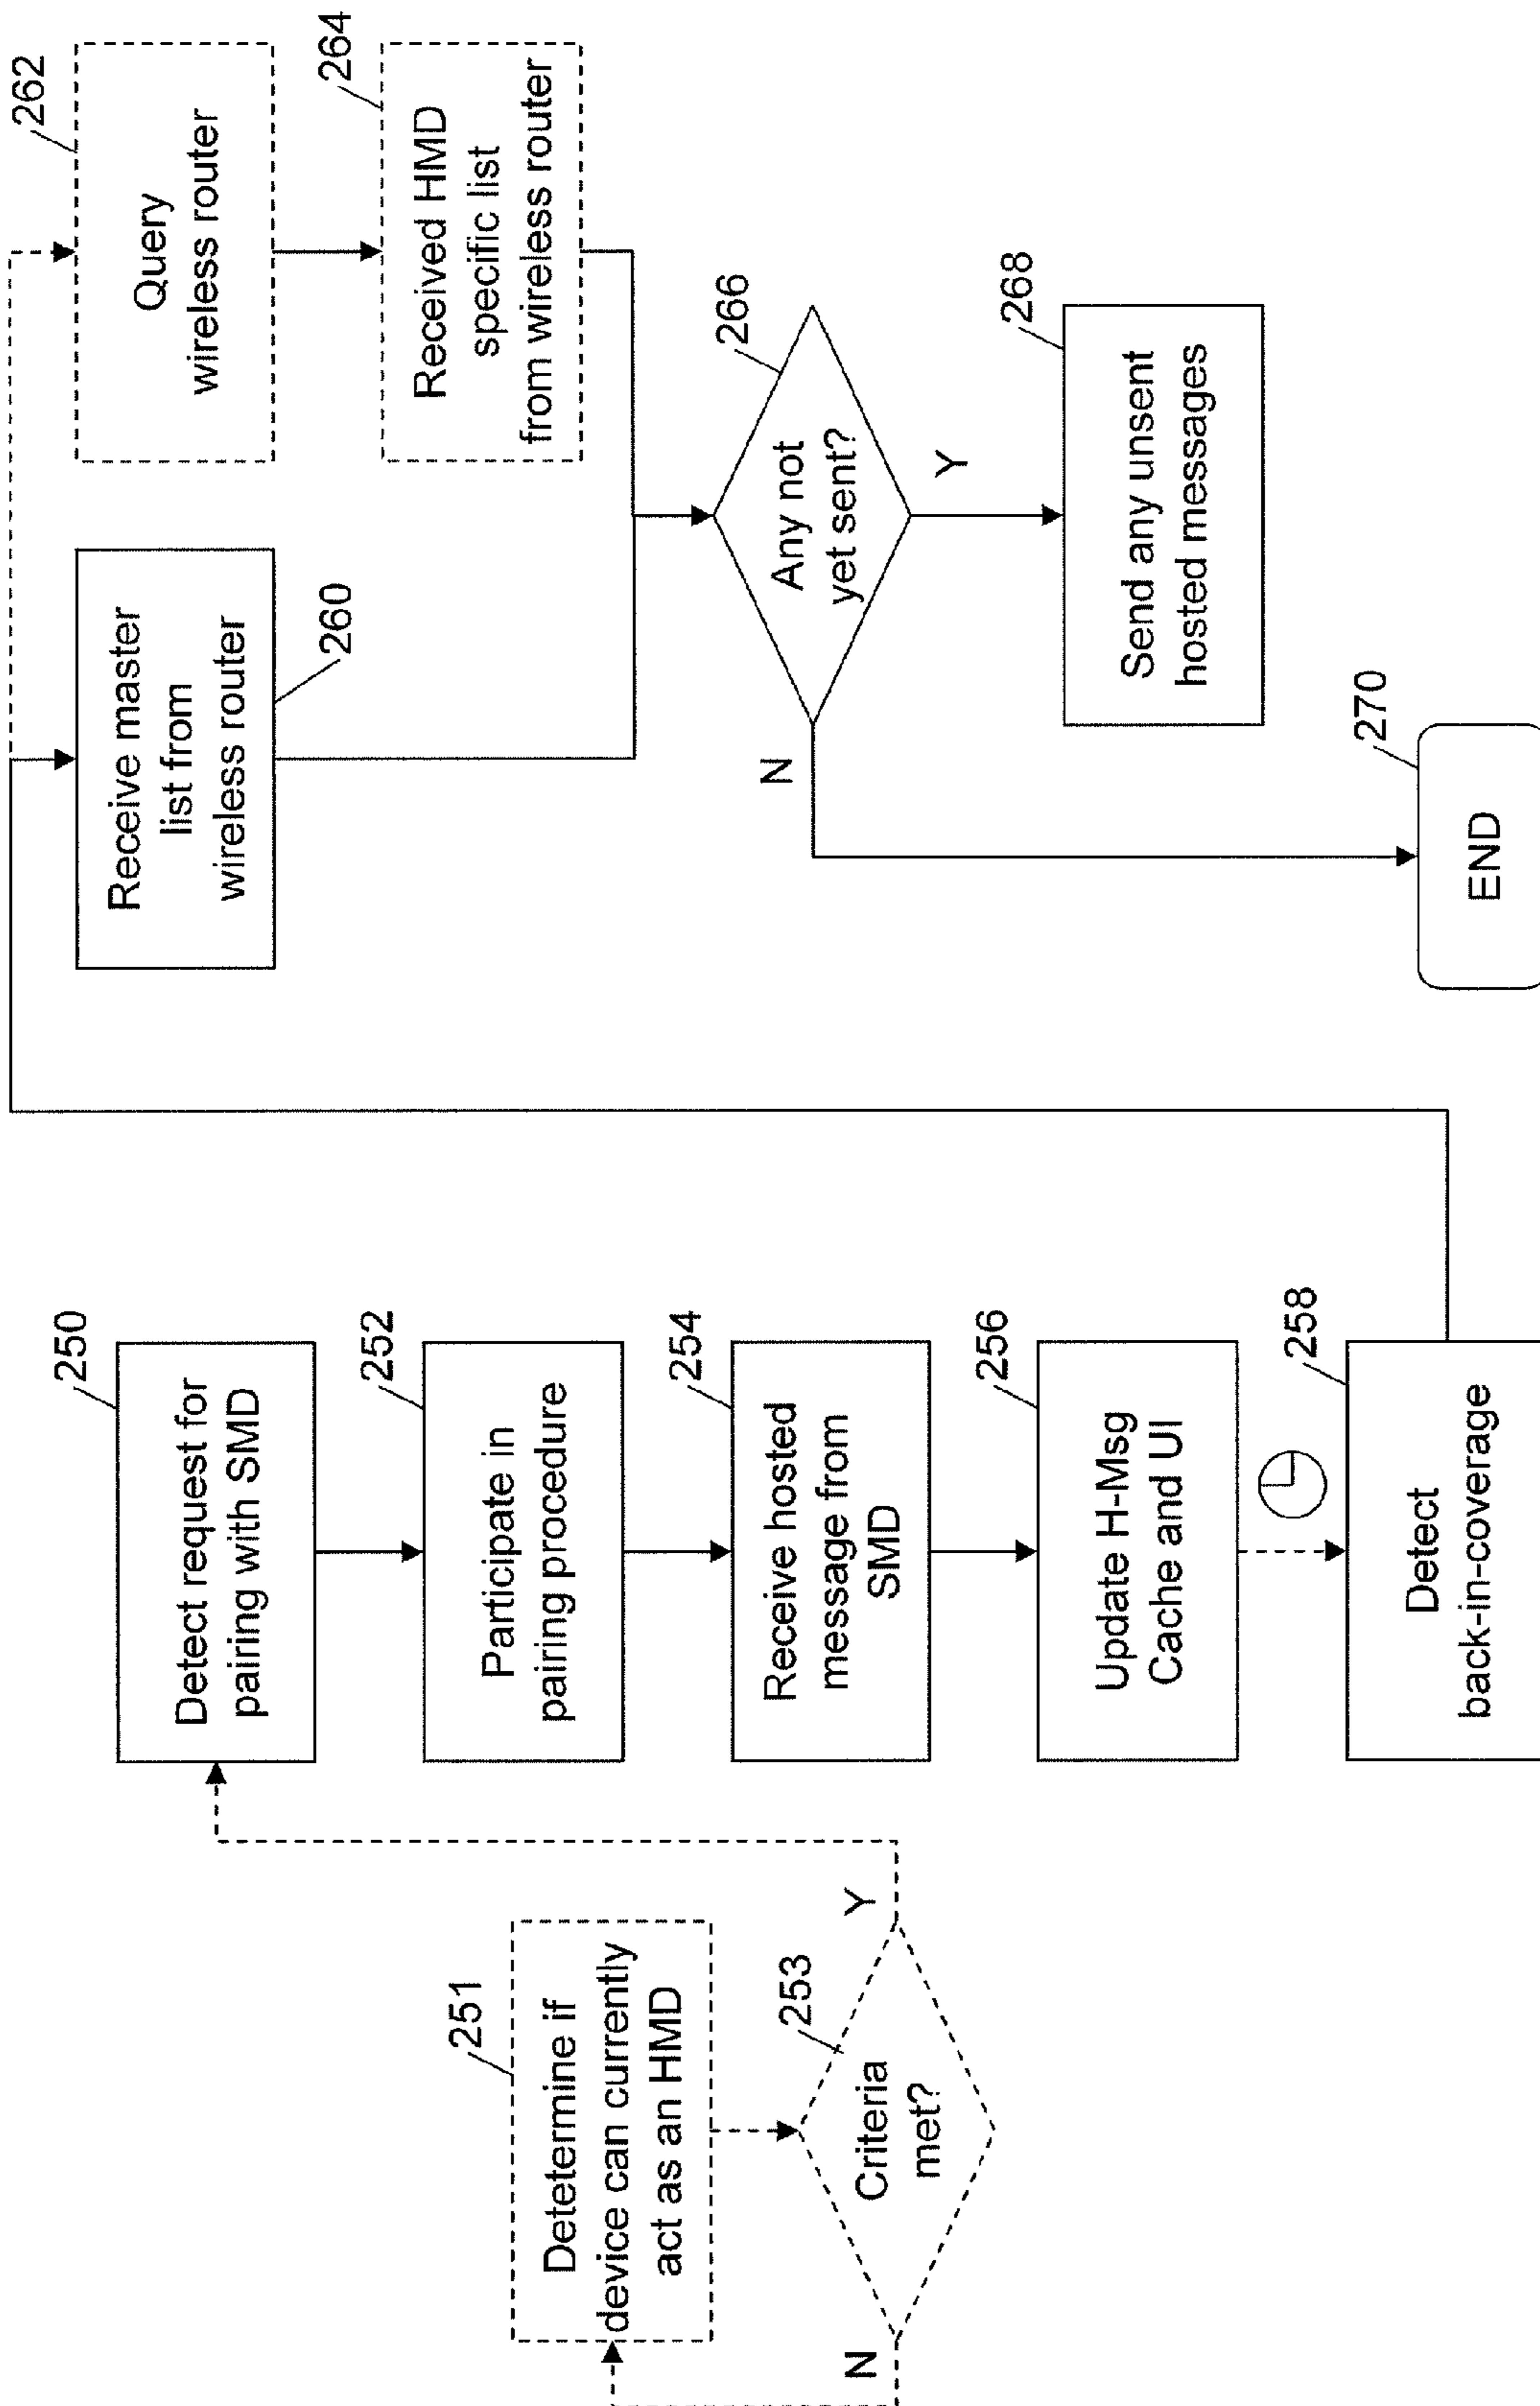 251
Detetermine if
device can currently
act as an HMD
253
Criteria
met?
N
Y
250
Detect request for
pairing with SMD
252
Participate in
pairing procedure
254
Receive hosted
message from
SMD
256
Update H-Msg
Cache and UI
258
Detect
back-in-coverage
Receive master
list from
wireless router
260
262
Query
wireless router
264
Received HMD
specific list
from wireless router
266
Any not
yet sent?
N
Y
268
Send any unsent
hosted messages
270
END